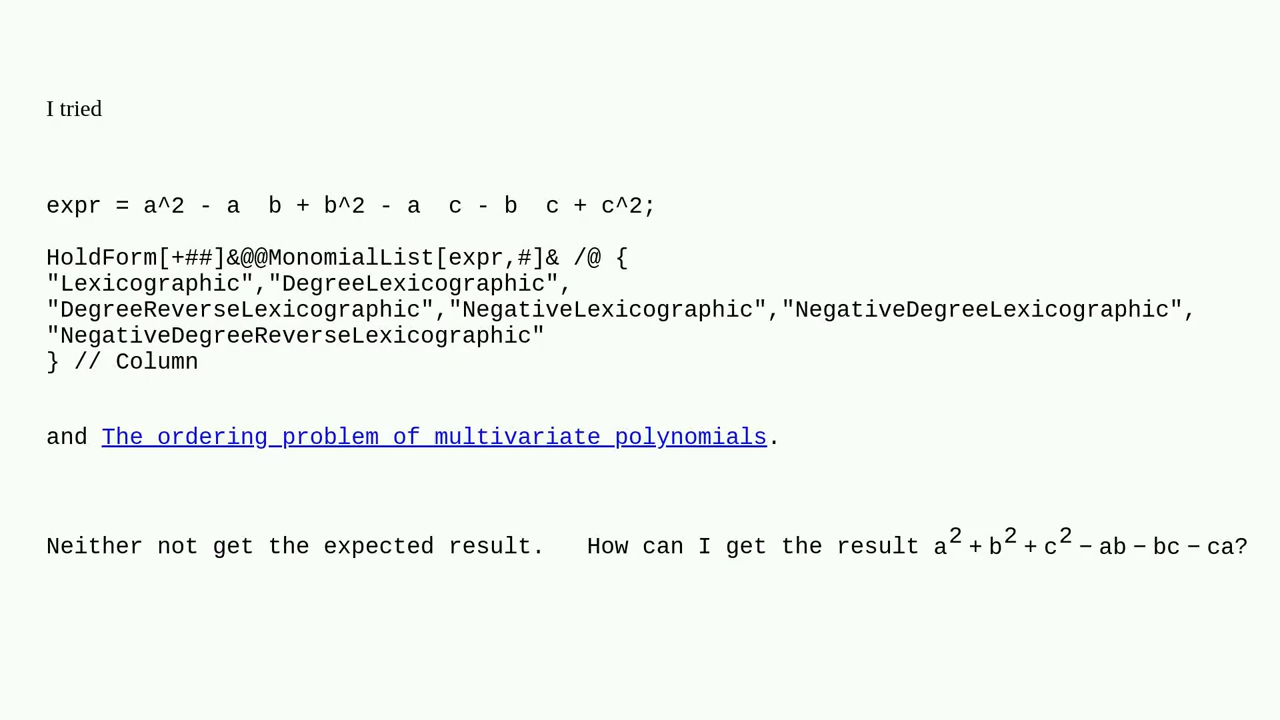 I tried
expr = a^2 - a  b + b^2 - a  c - b  c + c^2;
HoldForm[+##]&@@MonomialList[expr,#]& /@ {
"Lexicographic","DegreeLexicographic",
"DegreeReverseLexicographic","NegativeLexicographic","NegativeDegreeLexicographic",
"NegativeDegreeReverseLexicographic"
} // Column
and The ordering problem of multivariate polynomials.
Neither not get the expected result.   How can I get the result a² + b² + c² − ab − bc − ca?